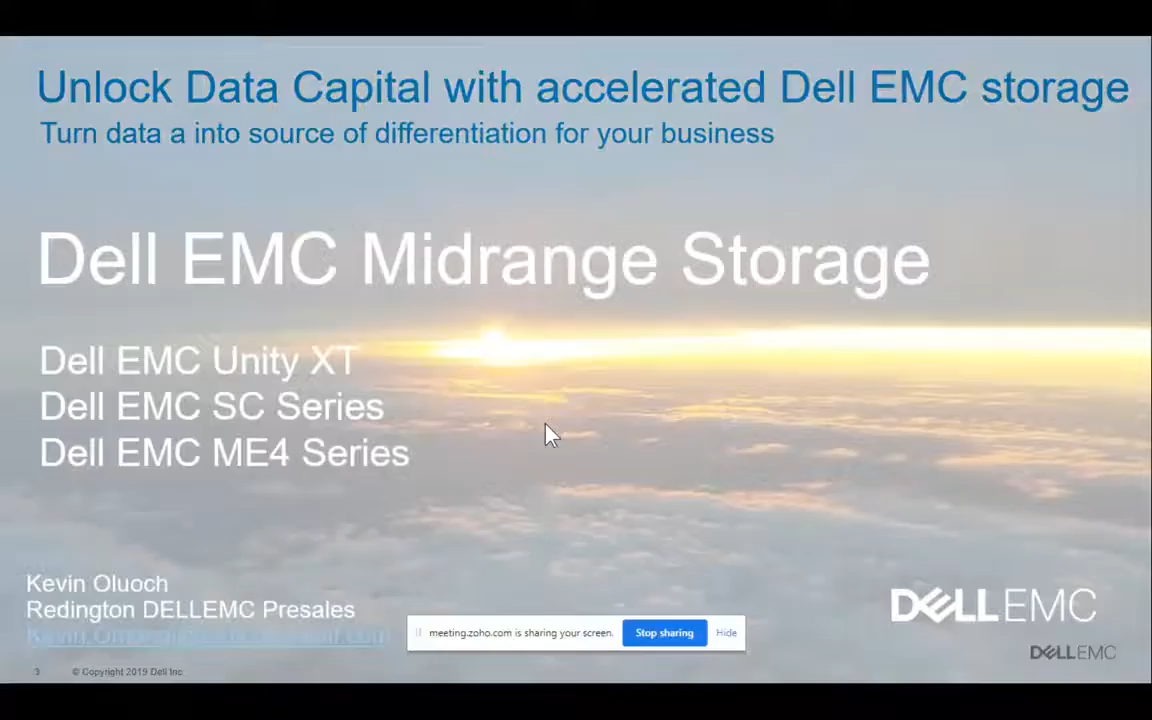 Unlock Data Capital with accelerated Dell EMC storage
Turn data a into source of differentiation for your business
Dell EMC Midrange Storage
Dell EMC Unity XT
Dell EMC SC Series
Dell EMC ME4 Series
Kevin Oluoch
Redington DELLEMC Presales
meeting.zoho.com is sharing your screen.
Stop sharing
Hide
DELLEMC
DELLEMC
3
© Copyright 2019 Dell Inc.